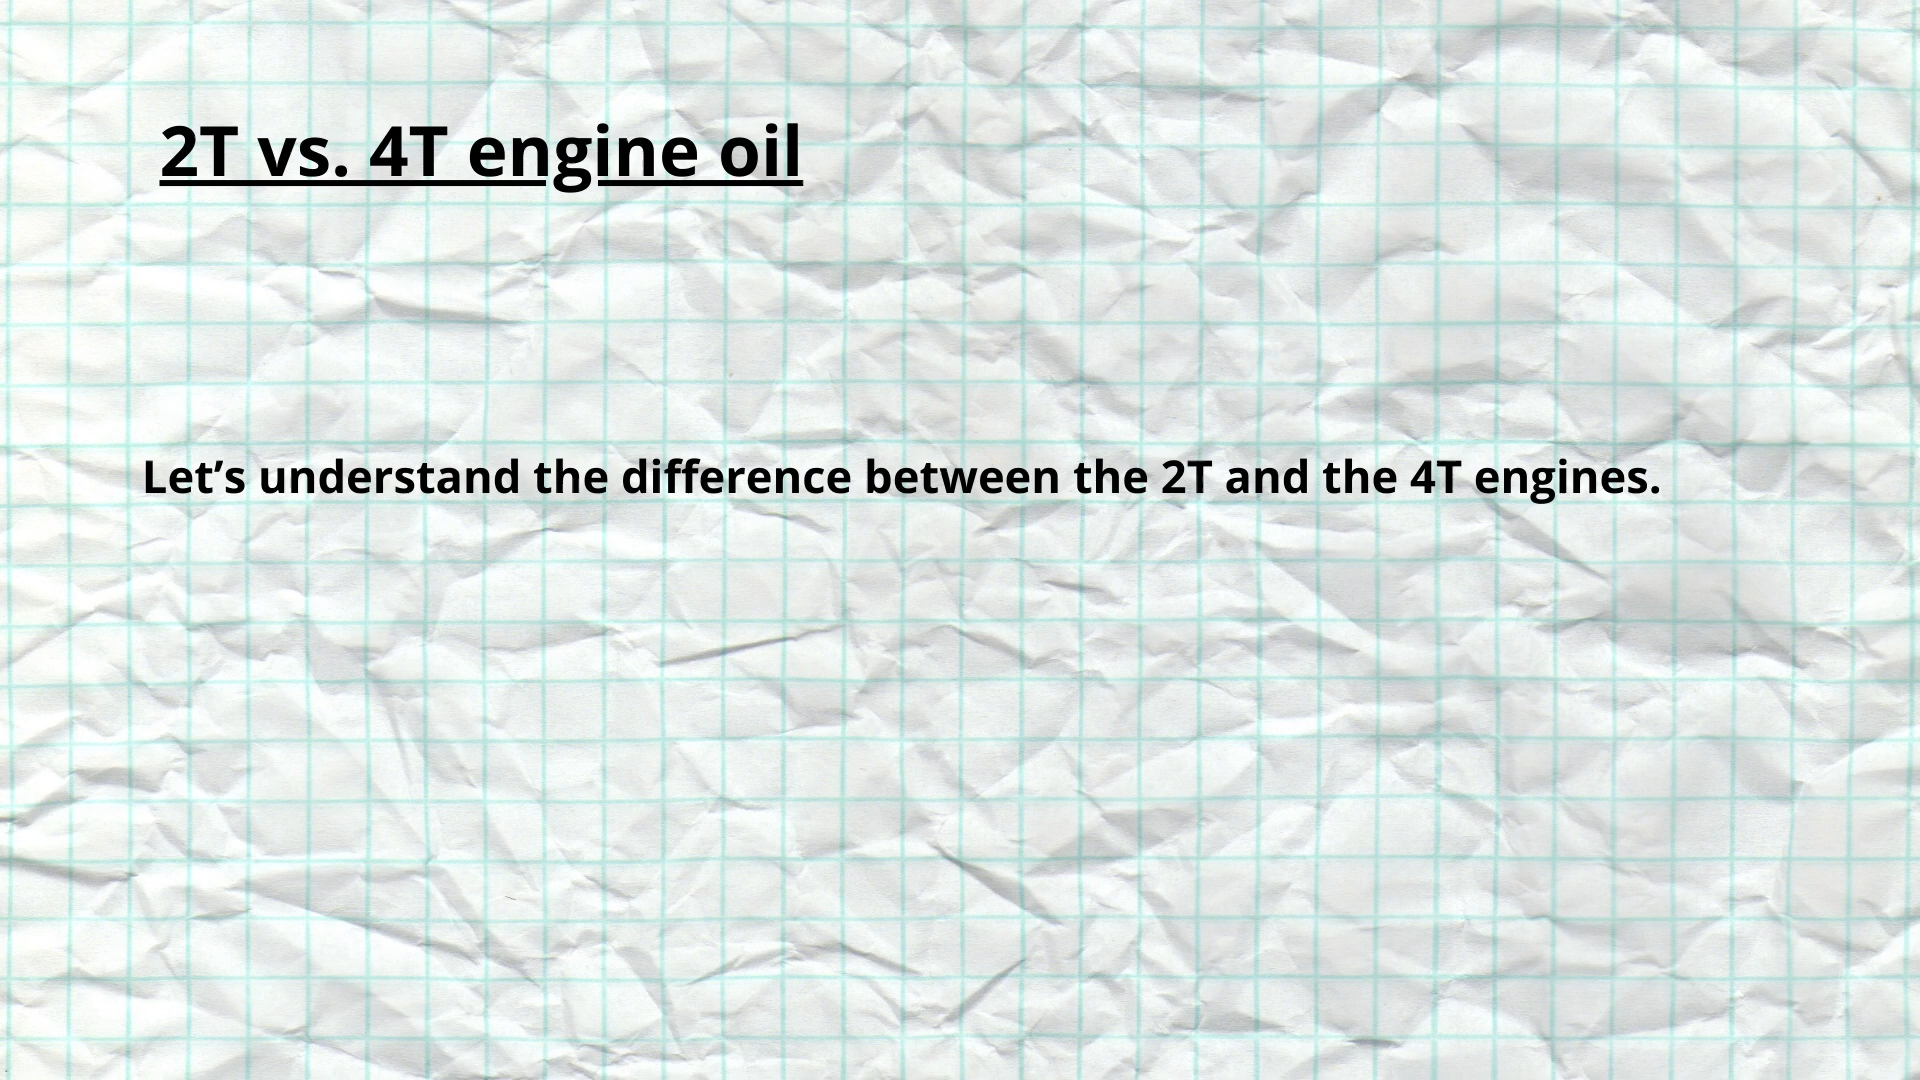 2T vs. 4T engine oil
Let’s understand the difference between the 2T and the 4T engines.